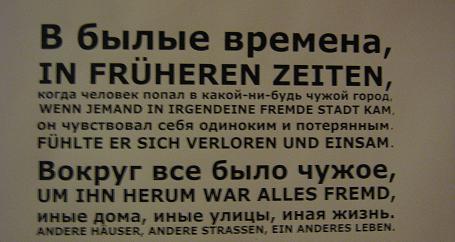 В былые времена,
IN FRÜHEREN ZEITEN,
когда человек попал в какой-ни-будь чужой город,
WENN JEMAND IN IRGENDEINE FREMDE STADT KAM,
он чувствовал себя одиноким и потерянным.
FÜHLTE ER SICH VERLOREN UND EINSAM.
Вокруг все было чужое,
UM IHN HERUM WAR ALLES FREMD,
иные дома, иные улицы, иная жизнь.
ANDERE HÄUSER, ANDERE STRASSEN, EIN ANDERES LEBEN.